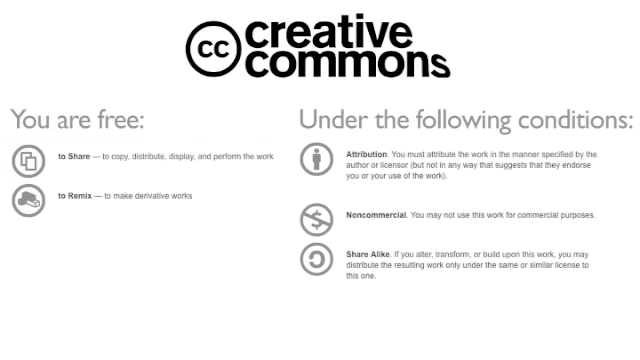 cc creative
commons
You are free:
to Share — to copy, distribute, display, and perform the work
to Remix — to make derivative works
Under the following conditions:
Attribution. You must attribute the work in the manner specified by the
author or licensor (but not in any way that suggests that they endorse
you or your use of the work).
$
Noncommercial. You may not use this work for commercial purposes.
Share Alike. If you alter, transform, or build upon this work, you may
distribute the resulting work only under the same or similar license to
this one.